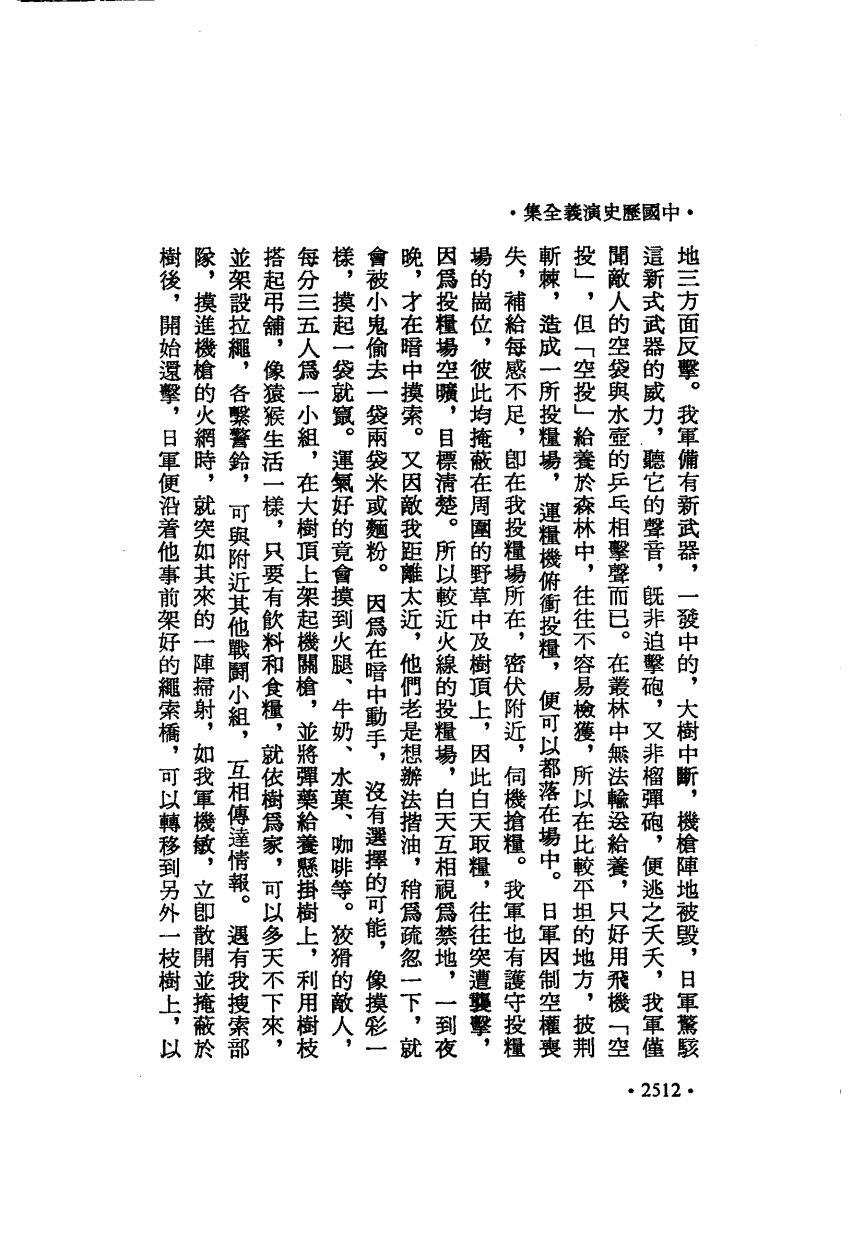 •中國歷史演義全集•
地三方面反擊。我軍備有新武器，一發中的，大樹中斷，機槍陣地被毀，日軍驚駭
這新式武器的威力，聽它的聲音，既非迫擊砲，又非榴彈砲，便逃之夭夭，我軍僅
聞敵人的空袋與水壺的乒乓相擊聲而已。在叢林中無法輸送給養，只好用飛機「空
投」，但「空投」給養於森林中，往往不容易檢獲，所以在比較平坦的地方，披荆
斬棘，造成一所投糧場，運糧機俯衝投糧，便可以都落在場中。日軍因制空權喪
失，補給每感不足，卽在我投糧場所在，密伏附近，伺機搶糧。我軍也有護守投糧
場的崗位，彼此均掩蔽在周圍的野草中及樹頂上，因此白天取糧，往往突遭襲擊，
因爲投糧場空曠，目標清楚。所以較近火線的投糧場，白天互相視爲禁地，一到夜
晚，才在暗中摸索。又因敵我距離太近，他們老是想辦法揩油，稍爲疏忽一下，就
會被小鬼偷去一袋兩袋米或麵粉。因爲在暗中動手，沒有選擇的可能，像摸彩一
樣，摸起一袋就竄。運氣好的竟會摸到火腿、牛奶、水菓、咖啡等。狡猾的敵人，
每分三五人爲一小組，在大樹頂上架起機關槍，並將彈藥給養懸掛樹上，利用樹枝
搭起弔舖，像猿猴生活一樣，只要有飲料和食糧，就依樹爲家，可以多天不下來，
並架設拉繩，各繫警鈴，可與附近其他戰鬪小組，互相傳達情報。遇有我搜索部
隊，摸進機槍的火網時，就突如其來的一陣掃射，如我軍機敏，立卽散開並掩蔽於
樹後，開始還擊，日軍便沿着他事前架好的繩索橋，可以轉移到另外一枝樹上，以
•2512•